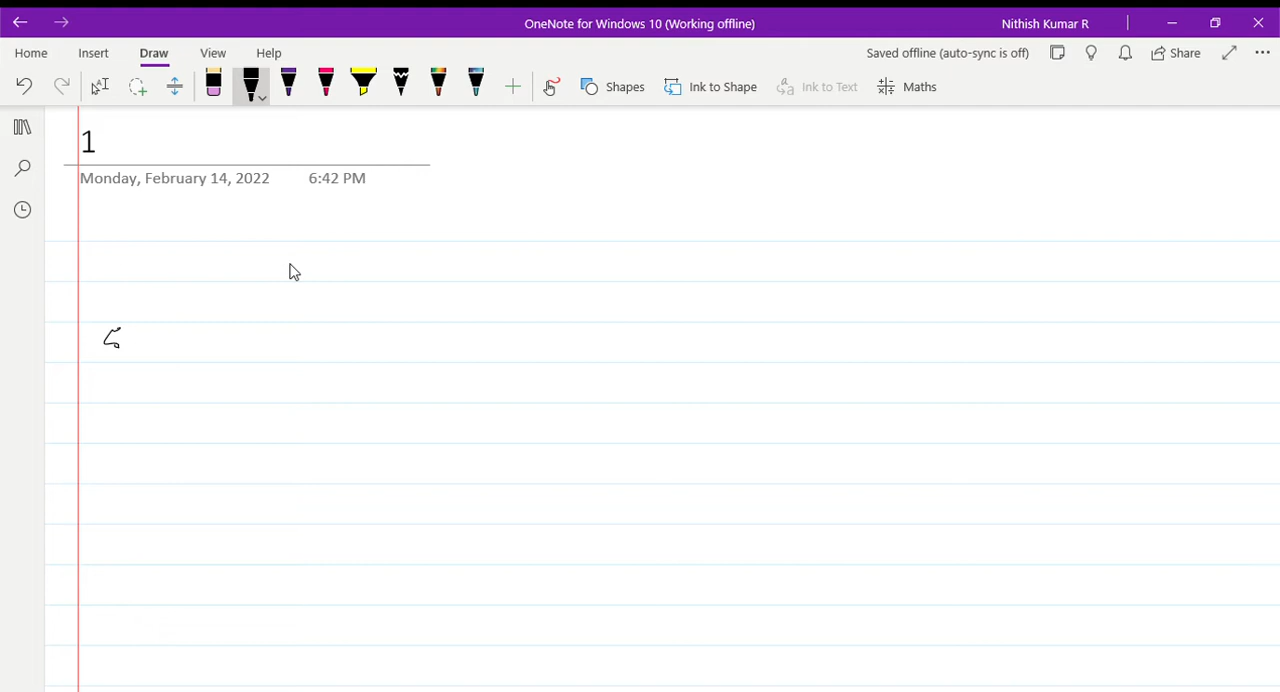 OneNote for Windows 10 (Working offline)
Nithish Kumar R
Home Insert Draw View Help
Saved offline (auto-sync is off)
Share
Shapes
Ink to Shape
Ink to Text
Maths
1
Monday, February 14, 2022 6:42 PM